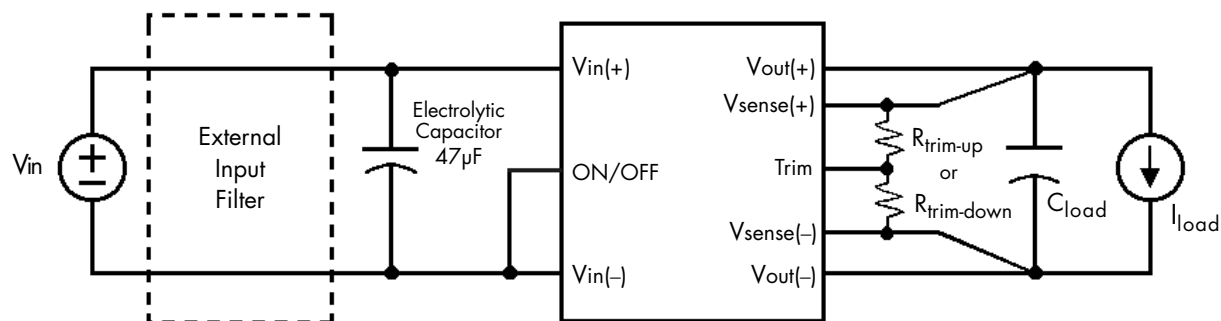 Vin
External
Input
Filter
Electrolytic
Capacitor
47µF
Vin(+)
ON/OFF
Vin(–)
Vout(+)
Vsense(+)
Trim
Vsense(–)
Vout(–)
Rtrim-up
or
Rtrim-down
Cload
Iload